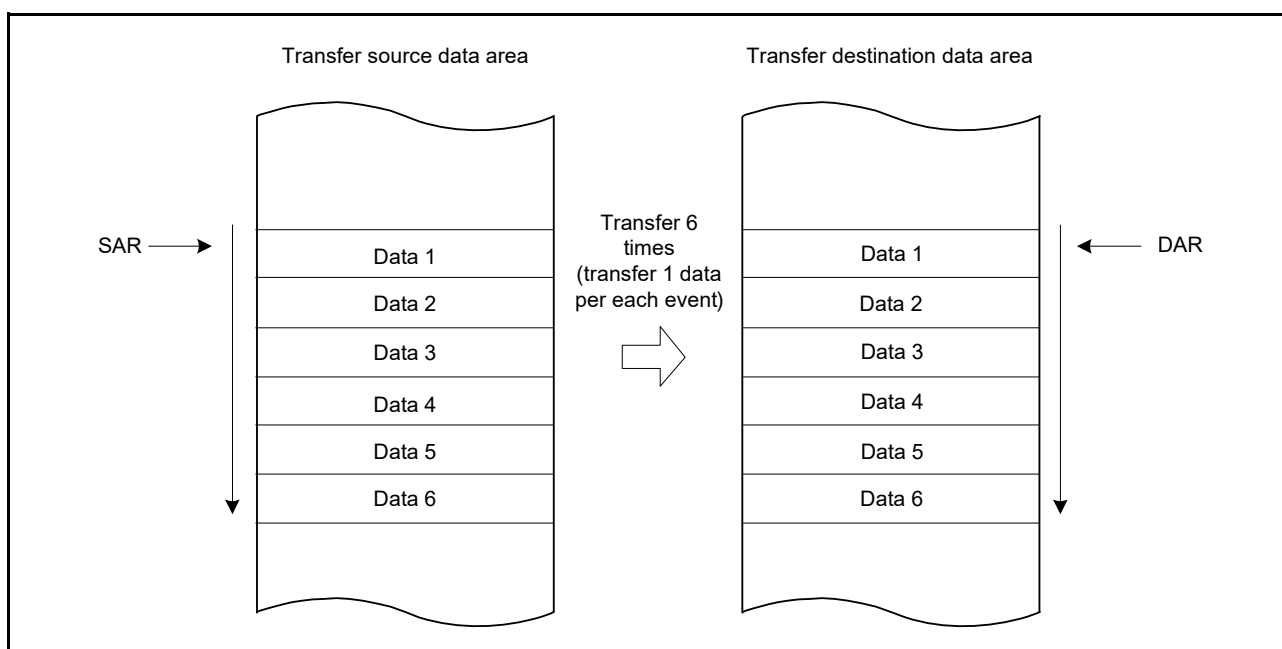 Transfer source data area
Transfer destination data area
SAR
Data 1
Data 2
Data 3
Data 4
Data 5
Data 6
Transfer 6
times
(transfer 1 data
per each event)
Data 1
Data 2
Data 3
Data 4
Data 5
Data 6
DAR